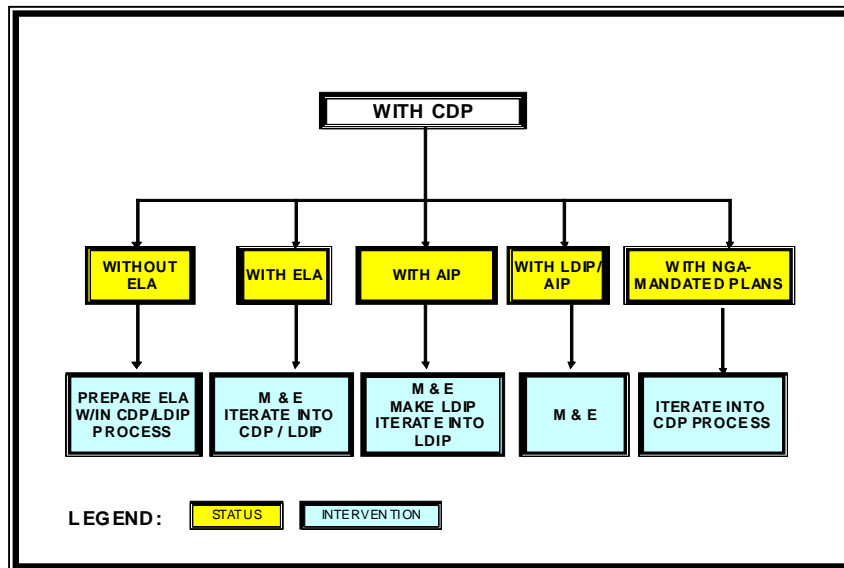 WITH CDP
WITHOUT
ELA
WITH ELA
WITH AIP
WITH LDIP/
AIP
WITH NGA-
MANDATED PLANS
PREPARE ELA
W/IN CDP/LDIP
PROCESS
M & E
ITERATE INTO
CDP / LDIP
M & E
MAKE LDIP
ITERATE INTO
LDIP
M & E
ITERATE INTO
CDP PROCESS
LEGEND:
STATUS
INTERVENTION